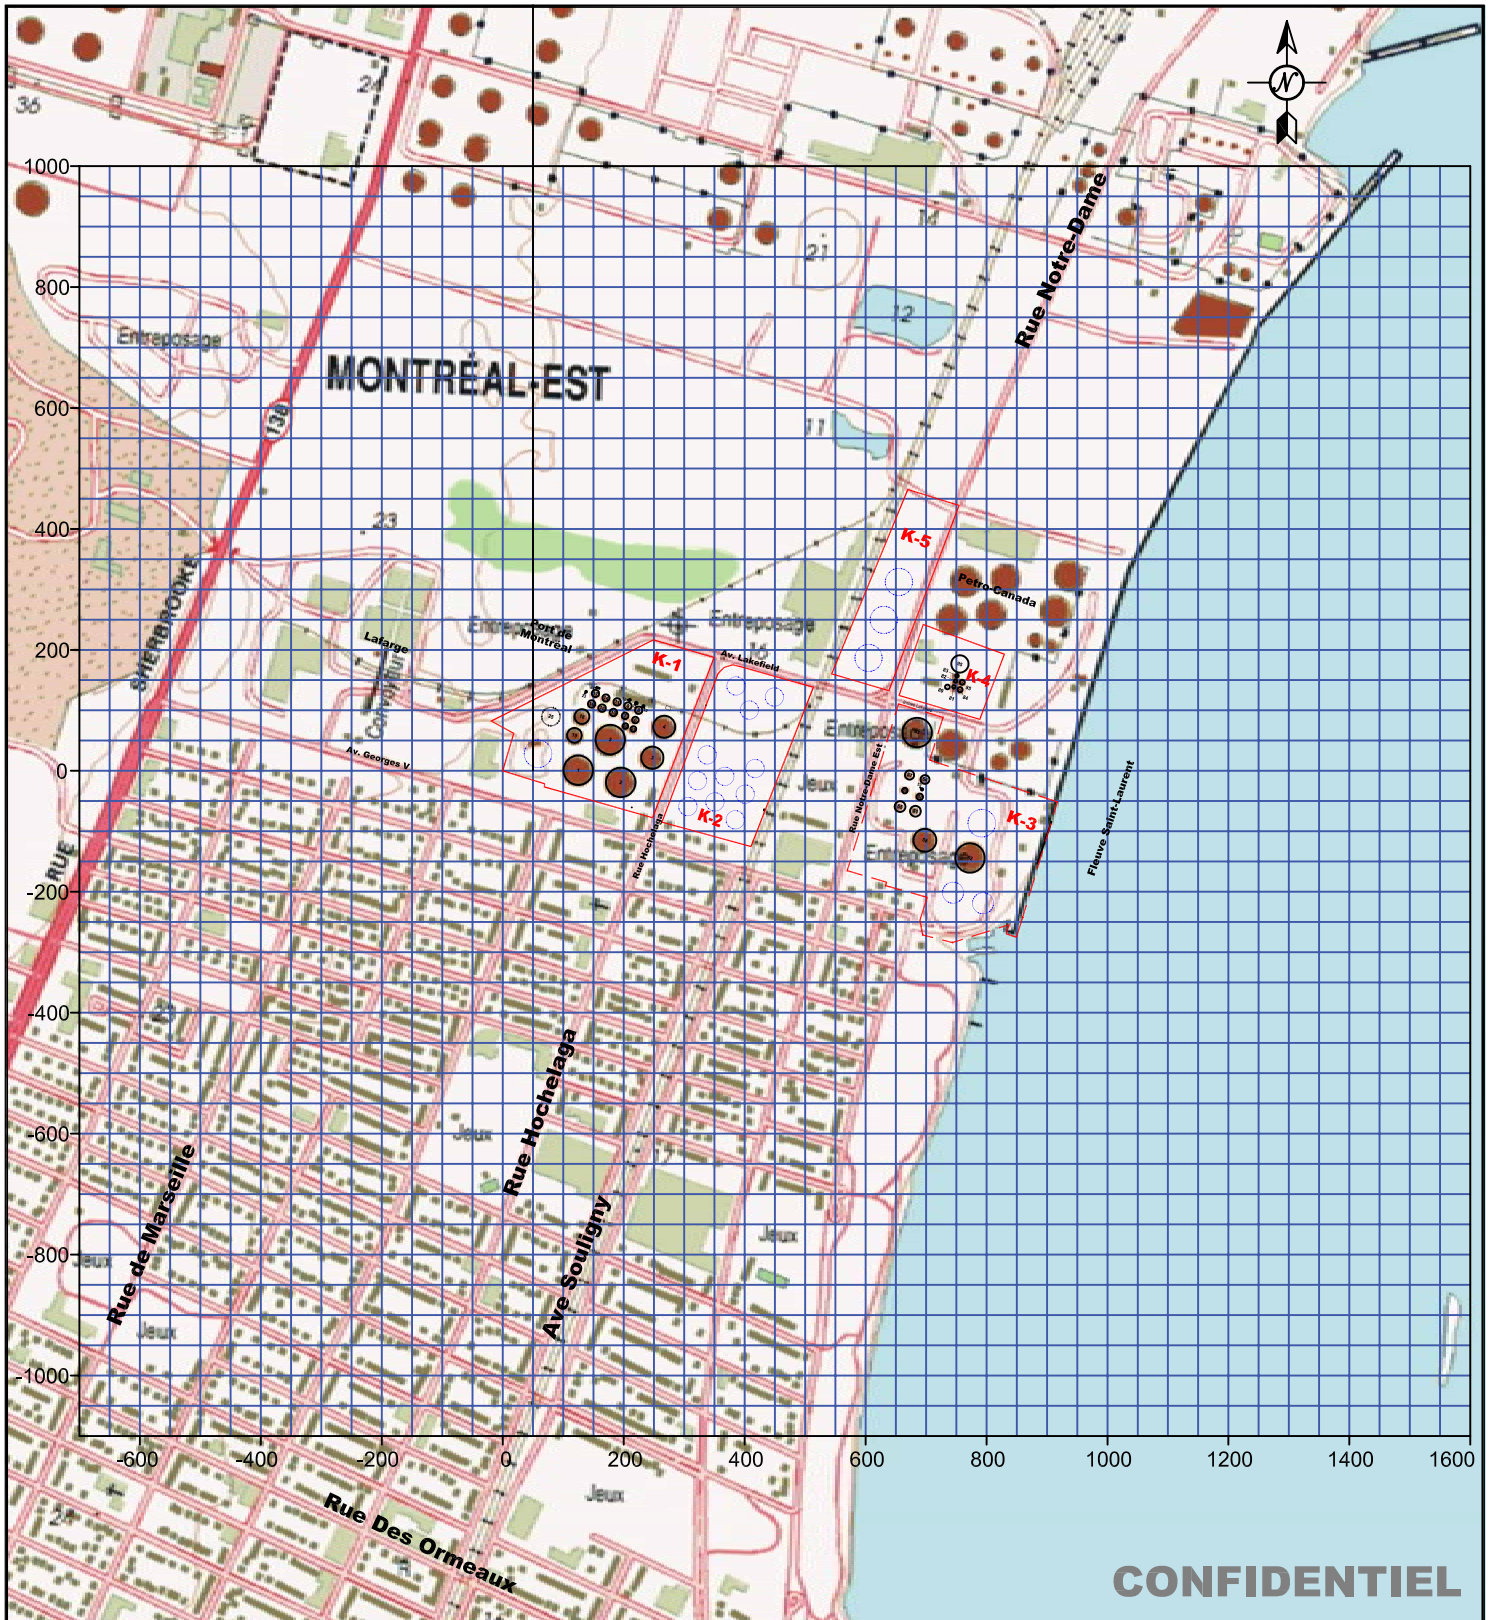 36
24
N
1000
14
21
Rue Notre-Dame
800
12
Entreposage
MONTRÉAL-EST
600
138
11
400
23
K-5
SHERBROOKE
Petro-Canada
Entreposage
Port de
Montréal
Entreposage
Lafarge
200
K-1
Av. Lakefield
16
K-4
Convoyeur
Av. Georges V
Entreposage
0
Jeux
Rue Notre-Dame Est
K-2
K-3
Fleuve Saint-Laurent
Rue Hochelaga
Entreposage
RUE
-200
-400
Rue Hochelaga
Jeux
-600
Rue de Marseille
Ave Souligny
Jeux
-800
Jeux
Jeux
-1000
-600
-400
-200
0
200
400
600
800
1000
1200
1400
1600
Jeux
Rue Des Ormeaux
CONFIDENTIEL